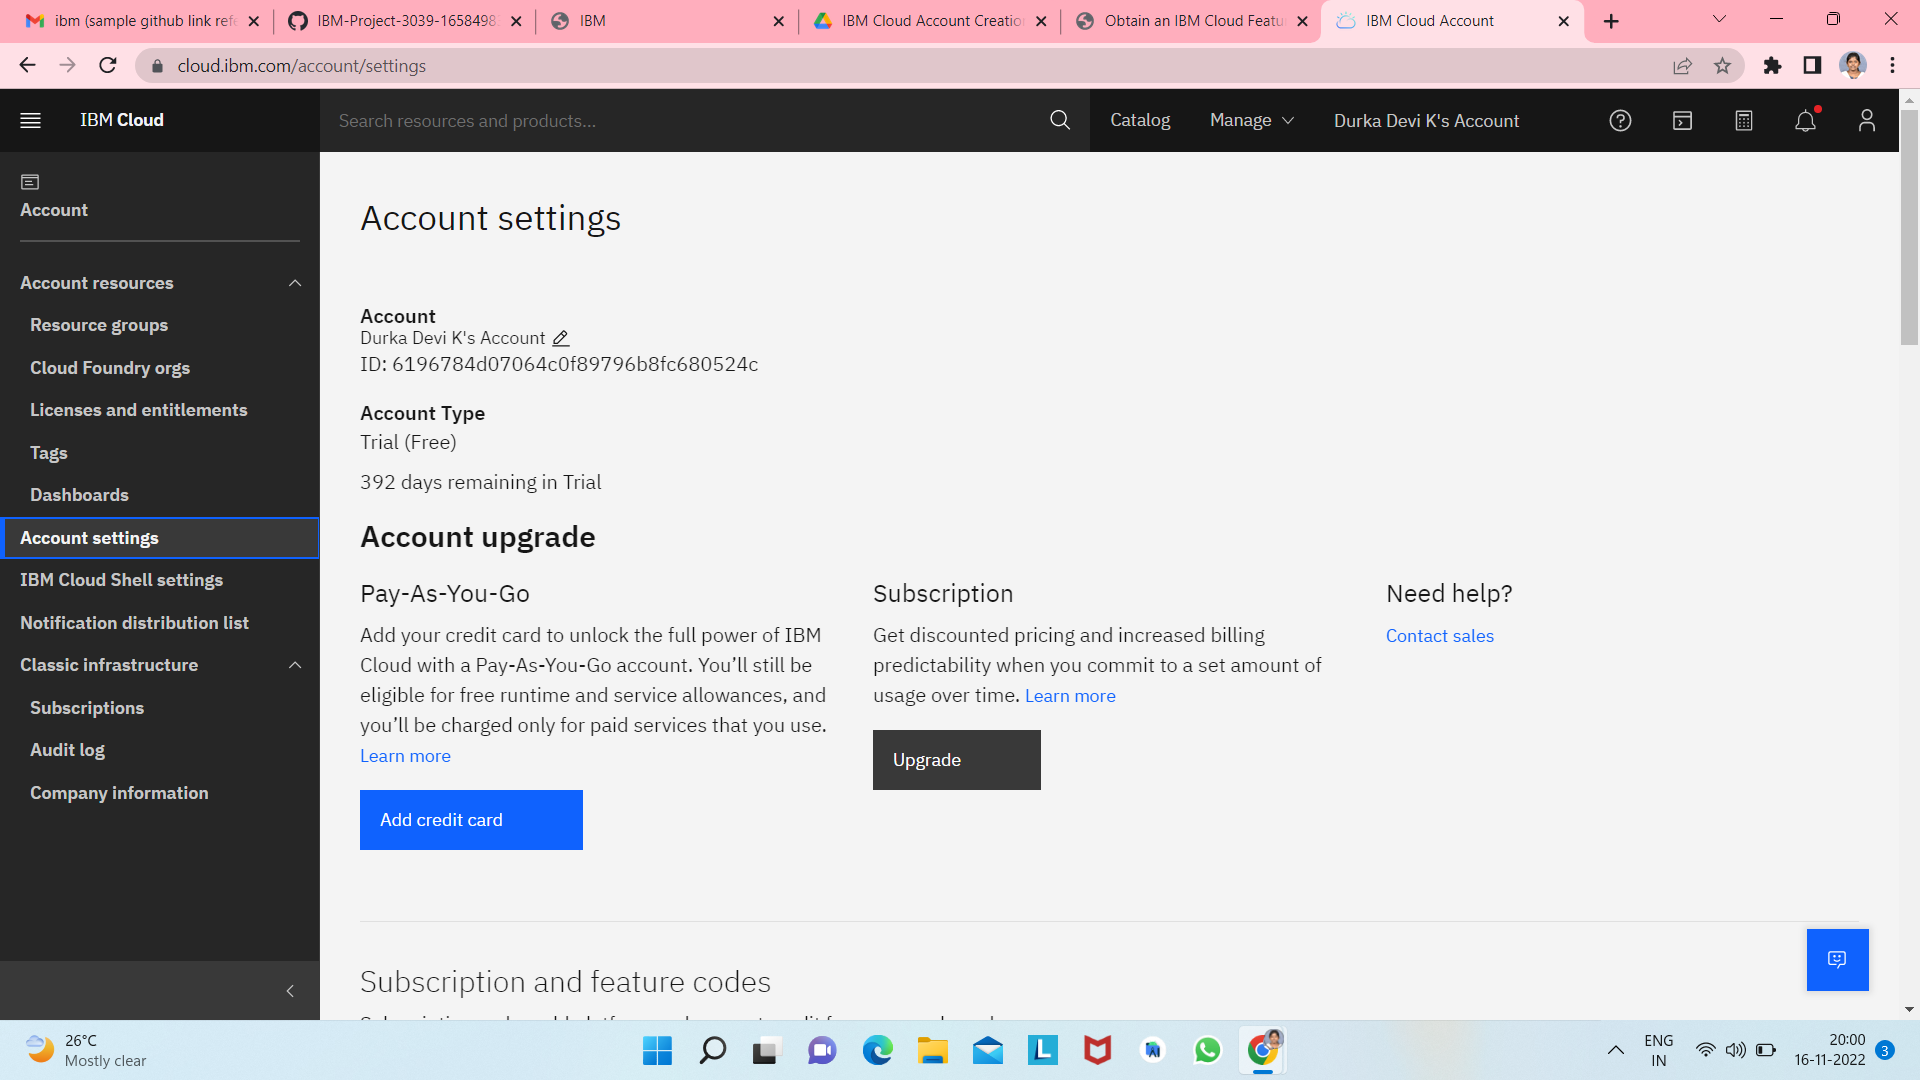 ibm (sample github link refe
IBM-Project-3039-1658498
IBM
IBM Cloud Account Creation
Obtain an IBM Cloud Featu
IBM Cloud Account
cloud.ibm.com/account/settings
IBM Cloud
Search resources and products...
Catalog
Manage
Durka Devi K's Account
Account
Account resources
Resource groups
Cloud Foundry orgs
Licenses and entitlements
Tags
Dashboards
Account settings
IBM Cloud Shell settings
Notification distribution list
Classic infrastructure
Subscriptions
Audit log
Company information
Account settings
Account
Durka Devi K's Account
ID: 6196784d07064c0f89796b8fc680524c
Account Type
Trial (Free)
392 days remaining in Trial
Account upgrade
Pay-As-You-Go
Add your credit card to unlock the full power of IBM
Cloud with a Pay-As-You-Go account. You’ll still be
eligible for free runtime and service allowances, and
you’ll be charged only for paid services that you use.
Learn more
Add credit card
Subscription
Get discounted pricing and increased billing
predictability when you commit to a set amount of
usage over time. Learn more
Upgrade
Need help?
Contact sales
Subscription and feature codes
26°C
Mostly clear
ENG
IN
20:00
16-11-2022
3